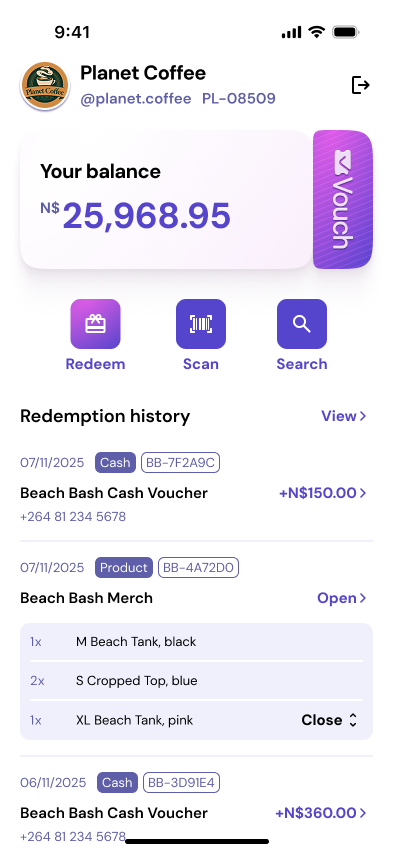 9:41
Planet Coffee
Planet Coffee
@planet.coffee PL-08509
Your balance
N$25,968.95
Vouch
Redeem Scan Search
Redemption history View
07/11/2025 Cash BB-7F2A9C
Beach Bash Cash Voucher +N$150.00
+264 81 234 5678
07/11/2025 Product BB-4A72D0
Beach Bash Merch Open
1x M Beach Tank, black
2x S Cropped Top, blue
1x XL Beach Tank, pink Close
06/11/2025 Cash BB-3D91E4
Beach Bash Cash Voucher +N$360.00
+264 81 234 5678